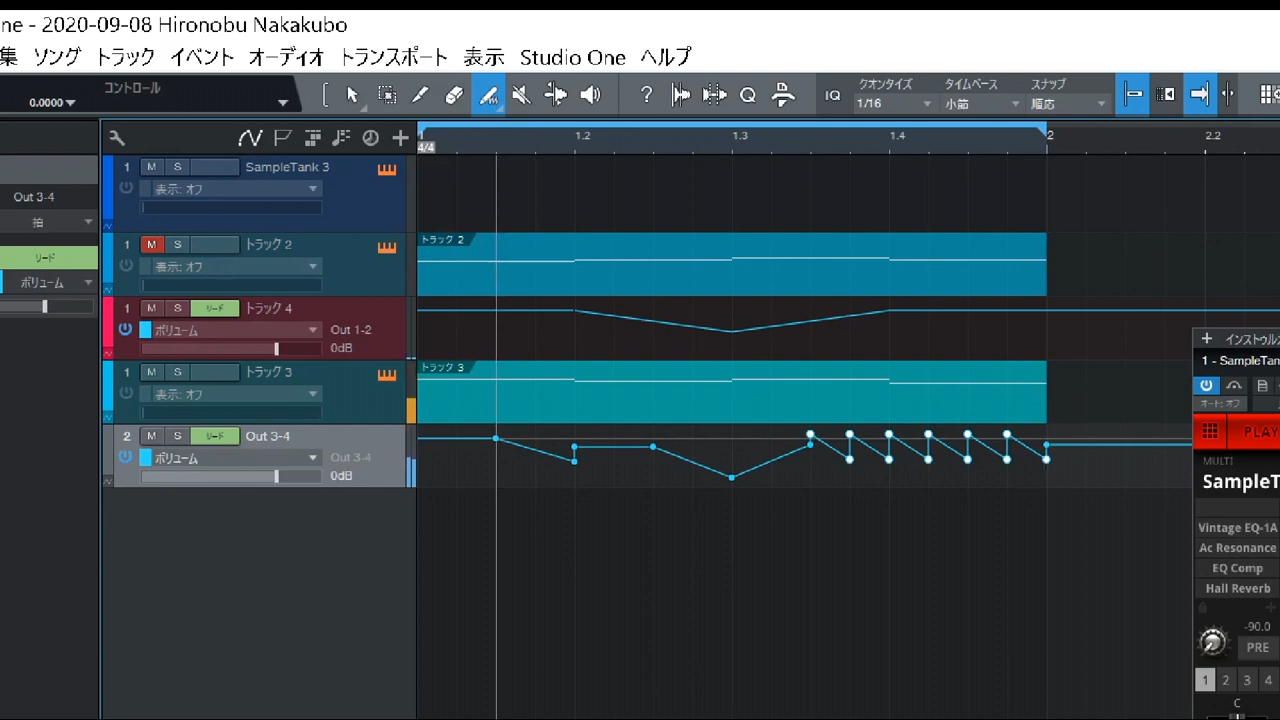 ne - 2020-09-08 Hironobu Nakakubo
集 ソング トラック イベント オーディオ トランスポート 表示 Studio One ヘルプ
コントロール
0.0000
IQ
クオンタイズ
1/16
タイムベース
小節
スナップ
順応
1 1.2 1.3 1.4 2 2.2
4/4
1 M S SampleTank 3
表示: オフ
Out 3-4
拍
リード
ボリューム
1 M S トラック 2
表示: オフ
トラック 2
1 M S リード トラック 4
ボリューム Out 1-2
0dB
1 M S トラック 3
表示: オフ
トラック 3
2 M S リード Out 3-4
ボリューム Out 3-4
0dB
インストゥル
1 - SampleTan
オート: オフ
PLAY
MULTI
SampleT
Vintage EQ-1A
Ac Resonance
EQ Comp
Hall Reverb
-90.0
PRE
1 2 3 4
C